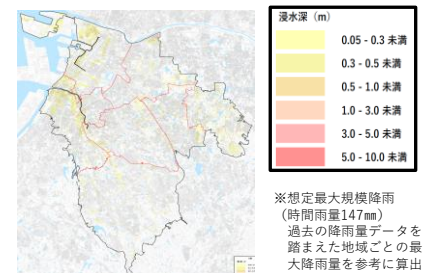 浸水深（m）
0.05 - 0.3 未満
0.3 - 0.5 未満
0.5 - 1.0 未満
1.0 - 3.0 未満
3.0 - 5.0 未満
5.0 - 10.0 未満
※想定最大規模降雨
（時間雨量147㎜）
過去の降雨量データを
踏まえた地域ごとの最
大降雨量を参考に算出